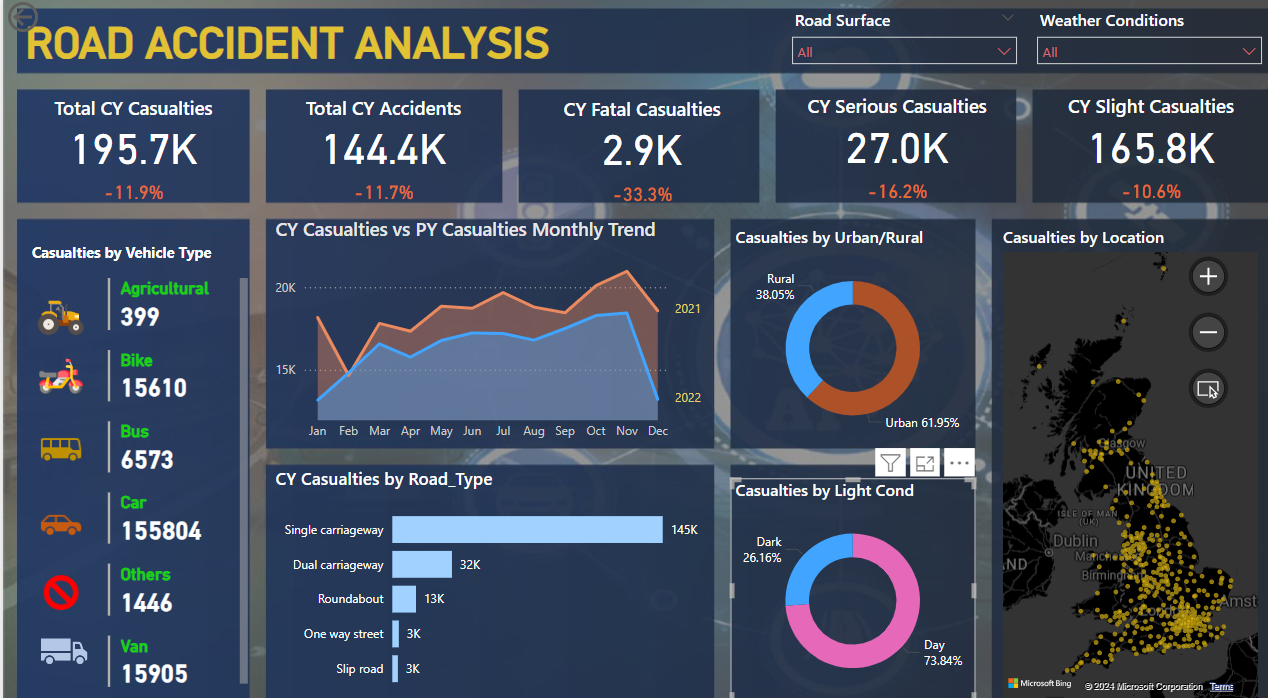 ROAD ACCIDENT ANALYSIS
Road Surface
All
Weather Conditions
All
Total CY Casualties
195.7K
-11.9%
Total CY Accidents
144.4K
-11.7%
CY Fatal Casualties
2.9K
-33.3%
CY Serious Casualties
27.0K
-16.2%
CY Slight Casualties
165.8K
-10.6%
Casualties by Vehicle Type
Agricultural
399
Bike
15610
Bus
6573
Car
155804
Others
1446
Van
15905
CY Casualties vs PY Casualties Monthly Trend
20K
15K
2021
2022
Jan Feb Mar Apr May Jun Jul Aug Sep Oct Nov Dec
CY Casualties by Road_Type
Single carriageway 145K
Dual carriageway 32K
Roundabout 13K
One way street 3K
Slip road 3K
Casualties by Urban/Rural
Rural
38.05%
Urban 61.95%
Casualties by Light Cond
Dark
26.16%
Day
73.84%
Casualties by Location
Glasgow
UNITED
KINGDOM
ISLE OF MAN
(UK)
Dublin
Manche
AND
Birmingh
Lond
Amst
Microsoft Bing
© 2024 Microsoft Corporation Terms